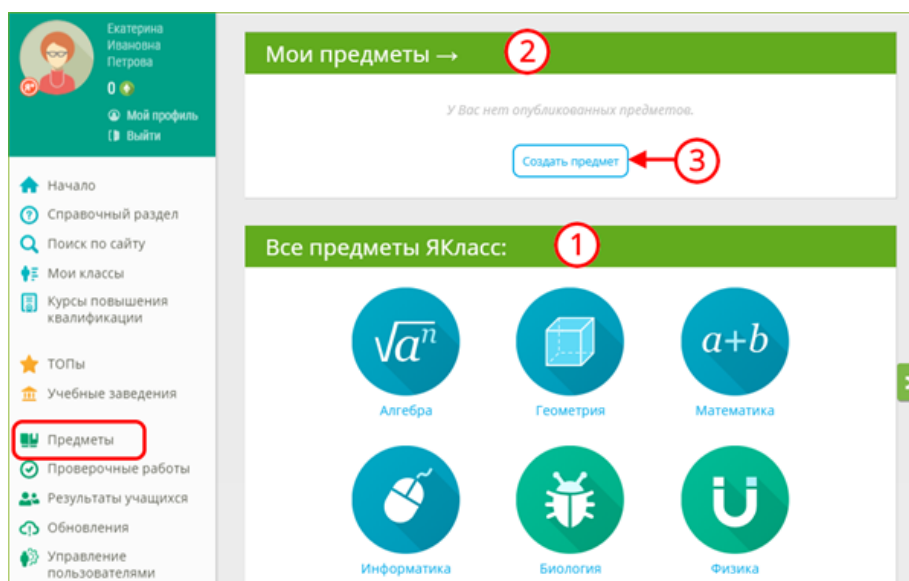 Екатерина
Ивановна
Петрова
0
Мой профиль
Выйти
Начало
Справочный раздел
Поиск по сайту
Мои классы
Курсы повышения
квалификации
ТОПы
Учебные заведения
Предметы
Проверочные работы
Результаты учащихся
Обновления
Управление
пользователями
Мои предметы → 2
У Вас нет опубликованных предметов.
Создать предмет 3
Все предметы ЯКласс: 1
√aⁿ a+b
Алгебра Геометрия Математика
Информатика Биология Физика